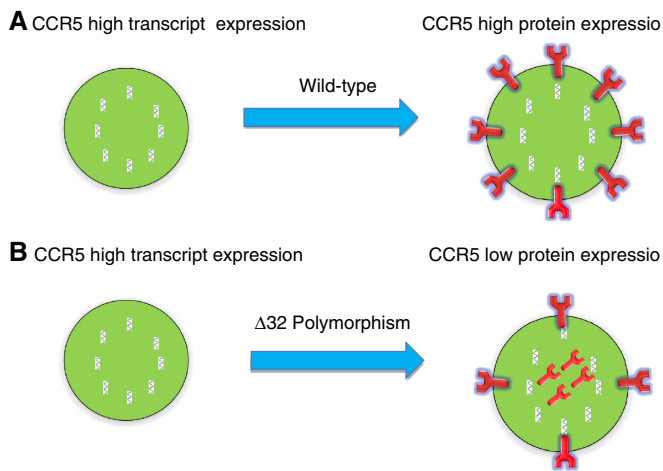 A CCR5 high transcript expression
CCR5 high protein expressio
Wild-type
B CCR5 high transcript expression
CCR5 low protein expressio
Δ32 Polymorphism